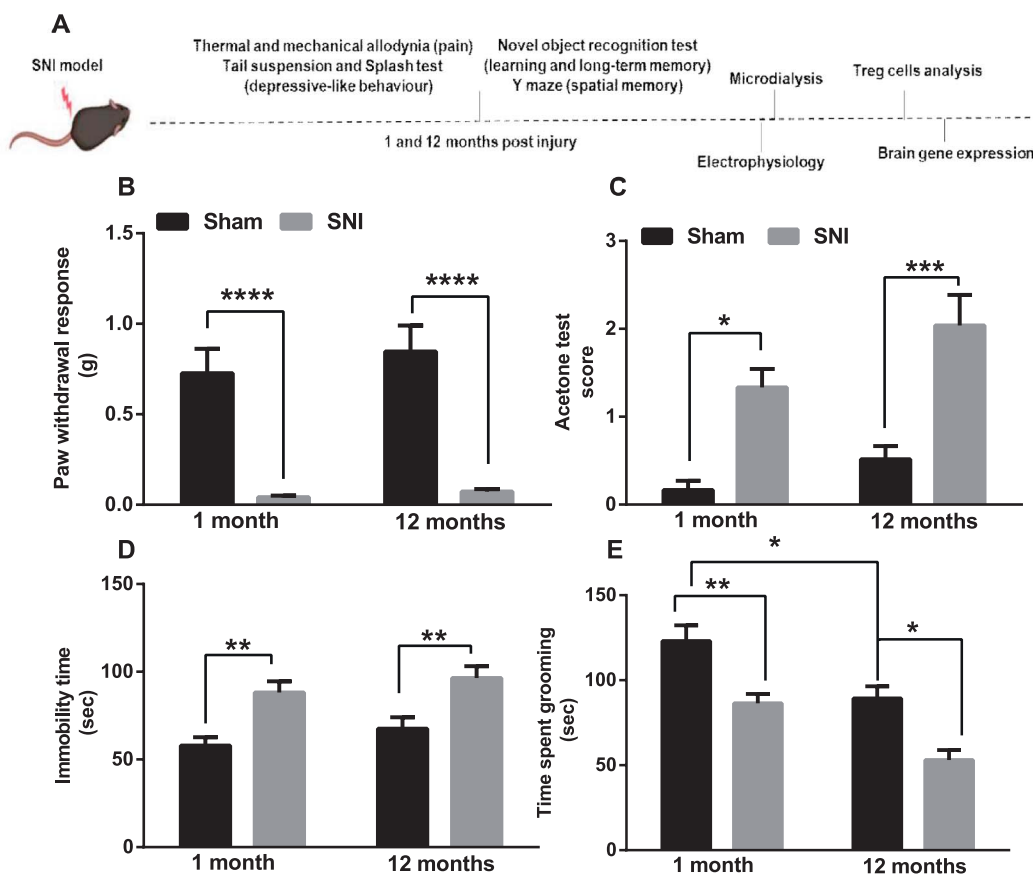 A
SNI model
Thermal and mechanical allodynia (pain)
Tail suspension and Splash test
(depressive-like behaviour)
Novel object recognition test
(learning and long-term memory)
Y maze (spatial memory)
Microdialysis
Treg cells analysis
1 and 12 months post injury
Electrophysiology
Brain gene expression
B
Sham SNI
Paw withdrawal response
(g)
1.5
1.0
0.5
0.0
****
****
1 month 12 months
C
Sham SNI
Acetone test
score
3
2
1
0
*
***
1 month 12 months
D
Immobility time
(sec)
150
100
50
0
**
**
1 month 12 months
E
Time spent grooming
(sec)
150
100
50
0
*
**
*
1 month 12 months